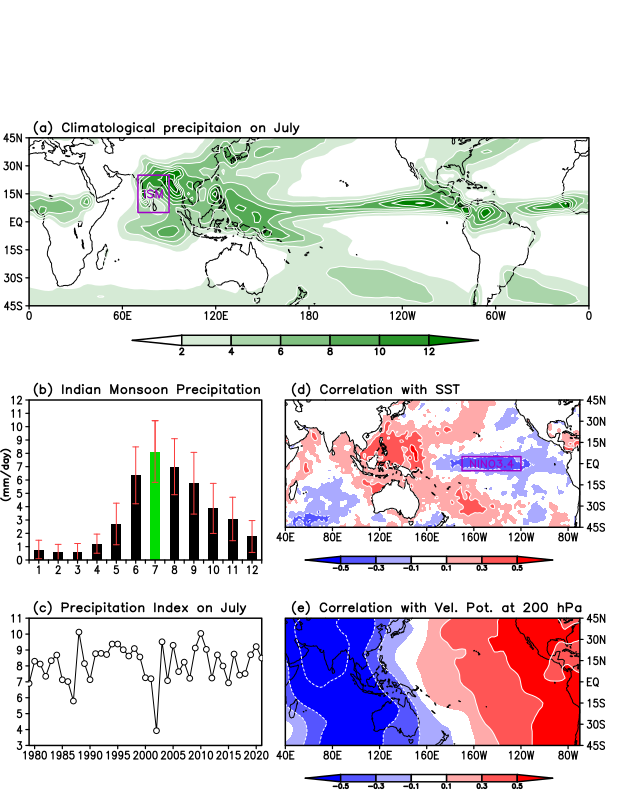 (a) Climatological precipitaion on July
45N
30N
15N
EQ
15S
30S
45S
ISM
0 60E 120E 180 120W 60W 0
2 4 6 8 10 12
(b) Indian Monsoon Precipitation
(mm/day)
12
11
10
9
8
7
6
5
4
3
2
1
0
1 2 3 4 5 6 7 8 9 10 11 12
(d) Correlation with SST
45N
30N
15N
EQ
15S
30S
45S
NINO3.4
40E 80E 120E 160E 160W 120W 80W
-0.5 -0.3 -0.1 0.1 0.3 0.5
(c) Precipitation Index on July
11
10
9
8
7
6
5
4
3
1980 1985 1990 1995 2000 2005 2010 2015 2020
(e) Correlation with Vel. Pot. at 200 hPa
45N
30N
15N
EQ
15S
30S
45S
40E 80E 120E 160E 160W 120W 80W
-0.5 -0.3 -0.1 0.1 0.3 0.5